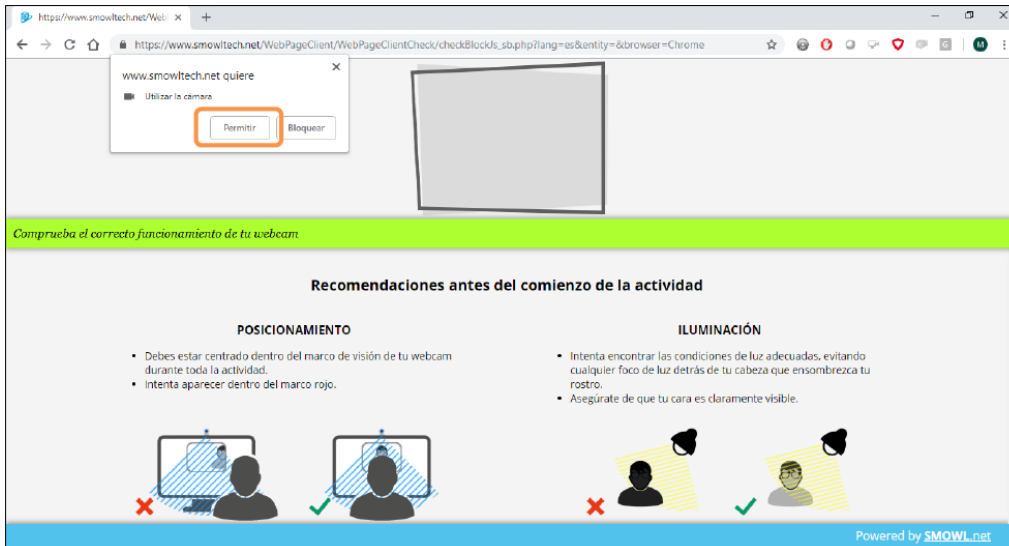 https://www.smowltech.net/Web
https://www.smowltech.net/WebPageClient/WebPageClientCheck/checkBlockJs_sb.php?lang=es&entity=&browser=Chrome
www.smowltech.net quiere
Utilizar la cámara
Permitir
Bloquear
Comprueba el correcto funcionamiento de tu webcam
Recomendaciones antes del comienzo de la actividad
POSICIONAMIENTO
• Debes estar centrado dentro del marco de visión de tu webcam
durante toda la actividad.
• Intenta aparecer dentro del marco rojo.
ILUMINACIÓN
• Intenta encontrar las condiciones de luz adecuadas, evitando
cualquier foco de luz detrás de tu cabeza que ensombrezca tu
rostro.
• Asegúrate de que tu cara es claramente visible.
Powered by SMOWL.net